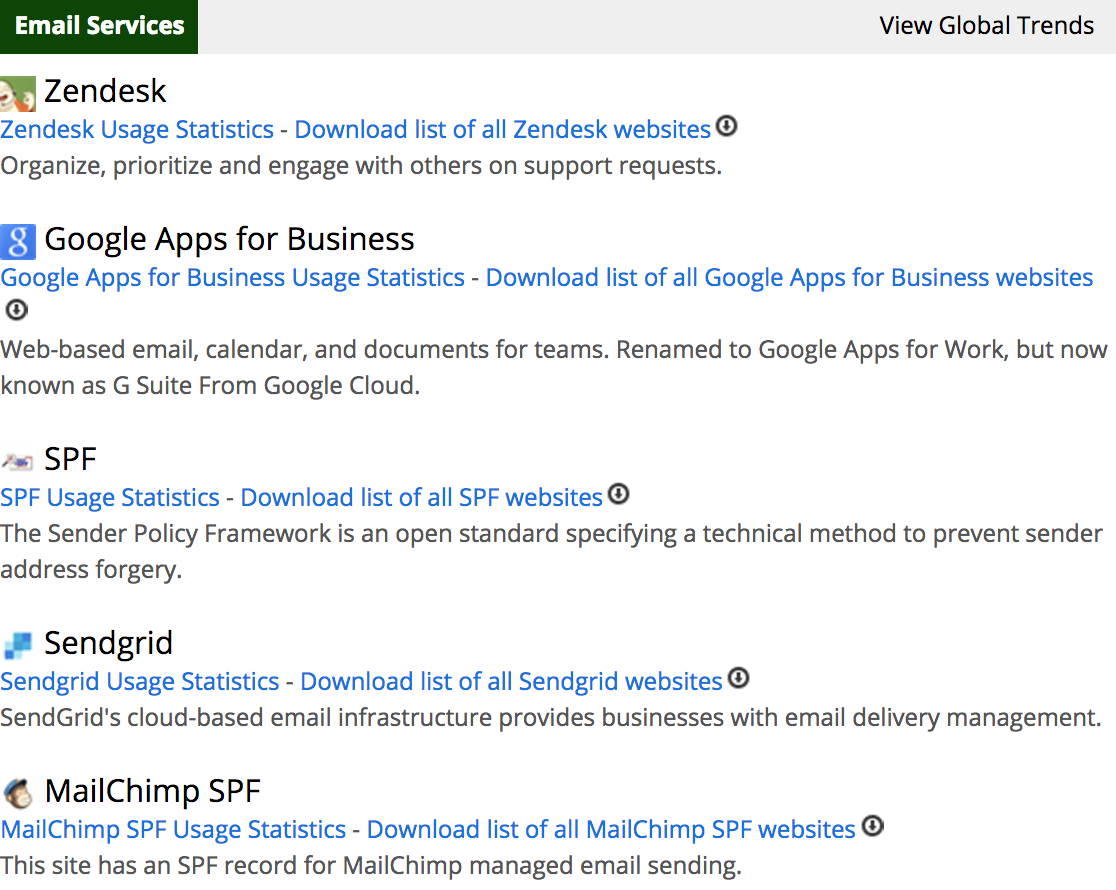 Email Services
View Global Trends
Zendesk
Zendesk Usage Statistics - Download list of all Zendesk websites
Organize, prioritize and engage with others on support requests.
Google Apps for Business
Google Apps for Business Usage Statistics - Download list of all Google Apps for Business websites
Web-based email, calendar, and documents for teams. Renamed to Google Apps for Work, but now
known as G Suite From Google Cloud.
SPF
SPF Usage Statistics - Download list of all SPF websites
The Sender Policy Framework is an open standard specifying a technical method to prevent sender
address forgery.
Sendgrid
Sendgrid Usage Statistics - Download list of all Sendgrid websites
SendGrid's cloud-based email infrastructure provides businesses with email delivery management.
MailChimp SPF
MailChimp SPF Usage Statistics - Download list of all MailChimp SPF websites
This site has an SPF record for MailChimp managed email sending.